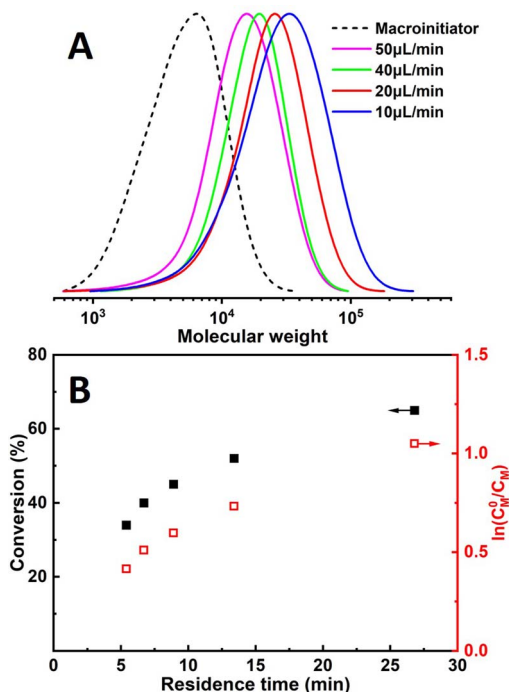 A
Macroinitiator
50μL/min
40μL/min
20μL/min
10μL/min
10³
10⁴
10⁵
Molecular weight
B
80
60
40
20
Conversion (%)
1.5
1.0
0.5
0.0
ln(C⁰_M/C_M)
0
5
10
15
20
25
30
Residence time (min)